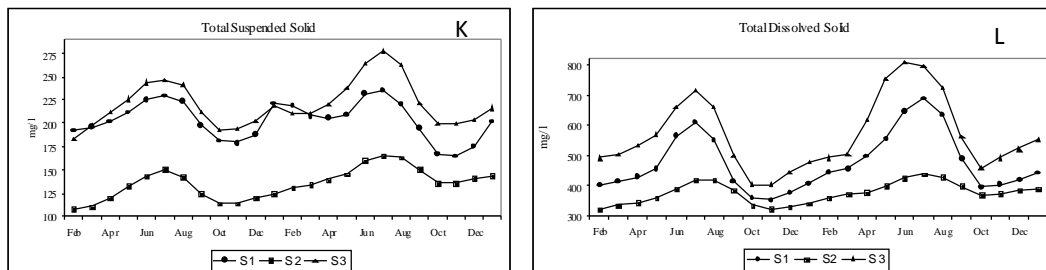 Total Suspended Solid
K
275
250
225
200
175
150
125
100
mg/l
Feb Apr Jun Aug Oct Dec Feb Apr Jun Aug Oct Dec
S1 S2 S3
Total Dissolved Solid
L
800
700
600
500
400
300
mg/l
Feb Apr Jun Aug Oct Dec Feb Apr Jun Aug Oct Dec
S1 S2 S3